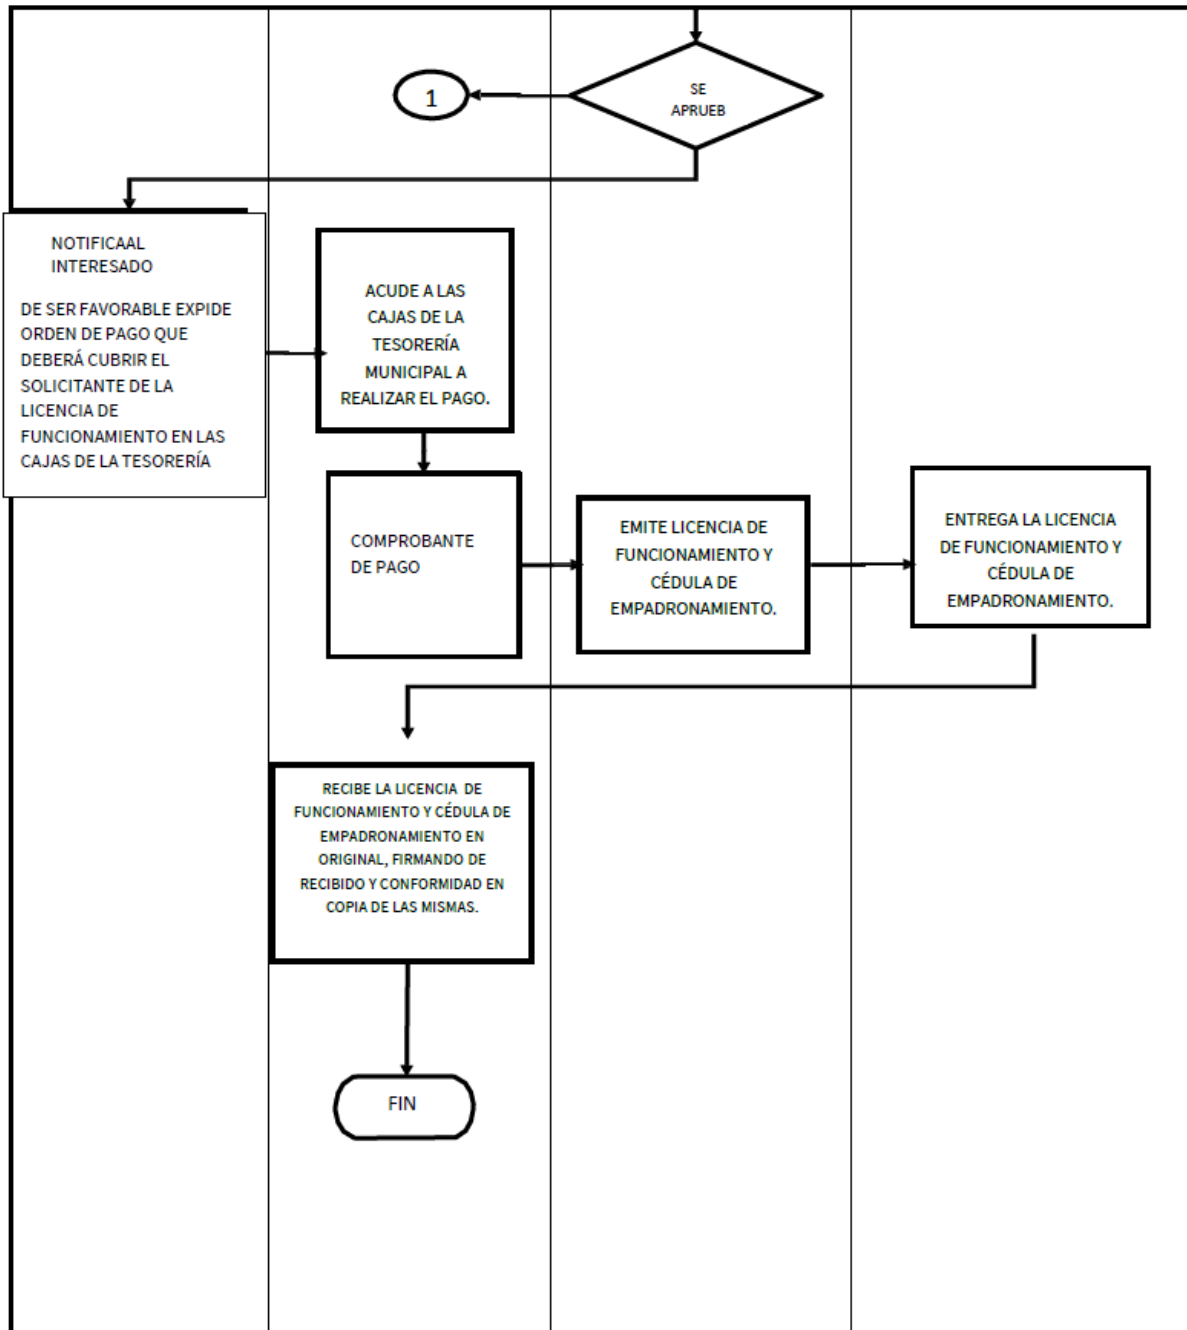 SE
APRUEB
1
NOTIFICAAL
INTERESADO
DE SER FAVORABLE EXPIDE
ORDEN DE PAGO QUE
DEBERÁ CUBRIR EL
SOLICITANTE DE LA
LICENCIA DE
FUNCIONAMIENTO EN LAS
CAJAS DE LA TESORERÍA
ACUDE A LAS
CAJAS DE LA
TESORERÍA
MUNICIPAL A
REALIZAR EL PAGO.
COMPROBANTE
DE PAGO
EMITE LICENCIA DE
FUNCIONAMIENTO Y
CÉDULA DE
EMPADRONAMIENTO.
ENTREGA LA LICENCIA
DE FUNCIONAMIENTO Y
CÉDULA DE
EMPADRONAMIENTO.
RECIBE LA LICENCIA DE
FUNCIONAMIENTO Y CÉDULA DE
EMPADRONAMIENTO EN
ORIGINAL, FIRMANDO DE
RECIBIDO Y CONFORMIDAD EN
COPIA DE LAS MISMAS.
FIN